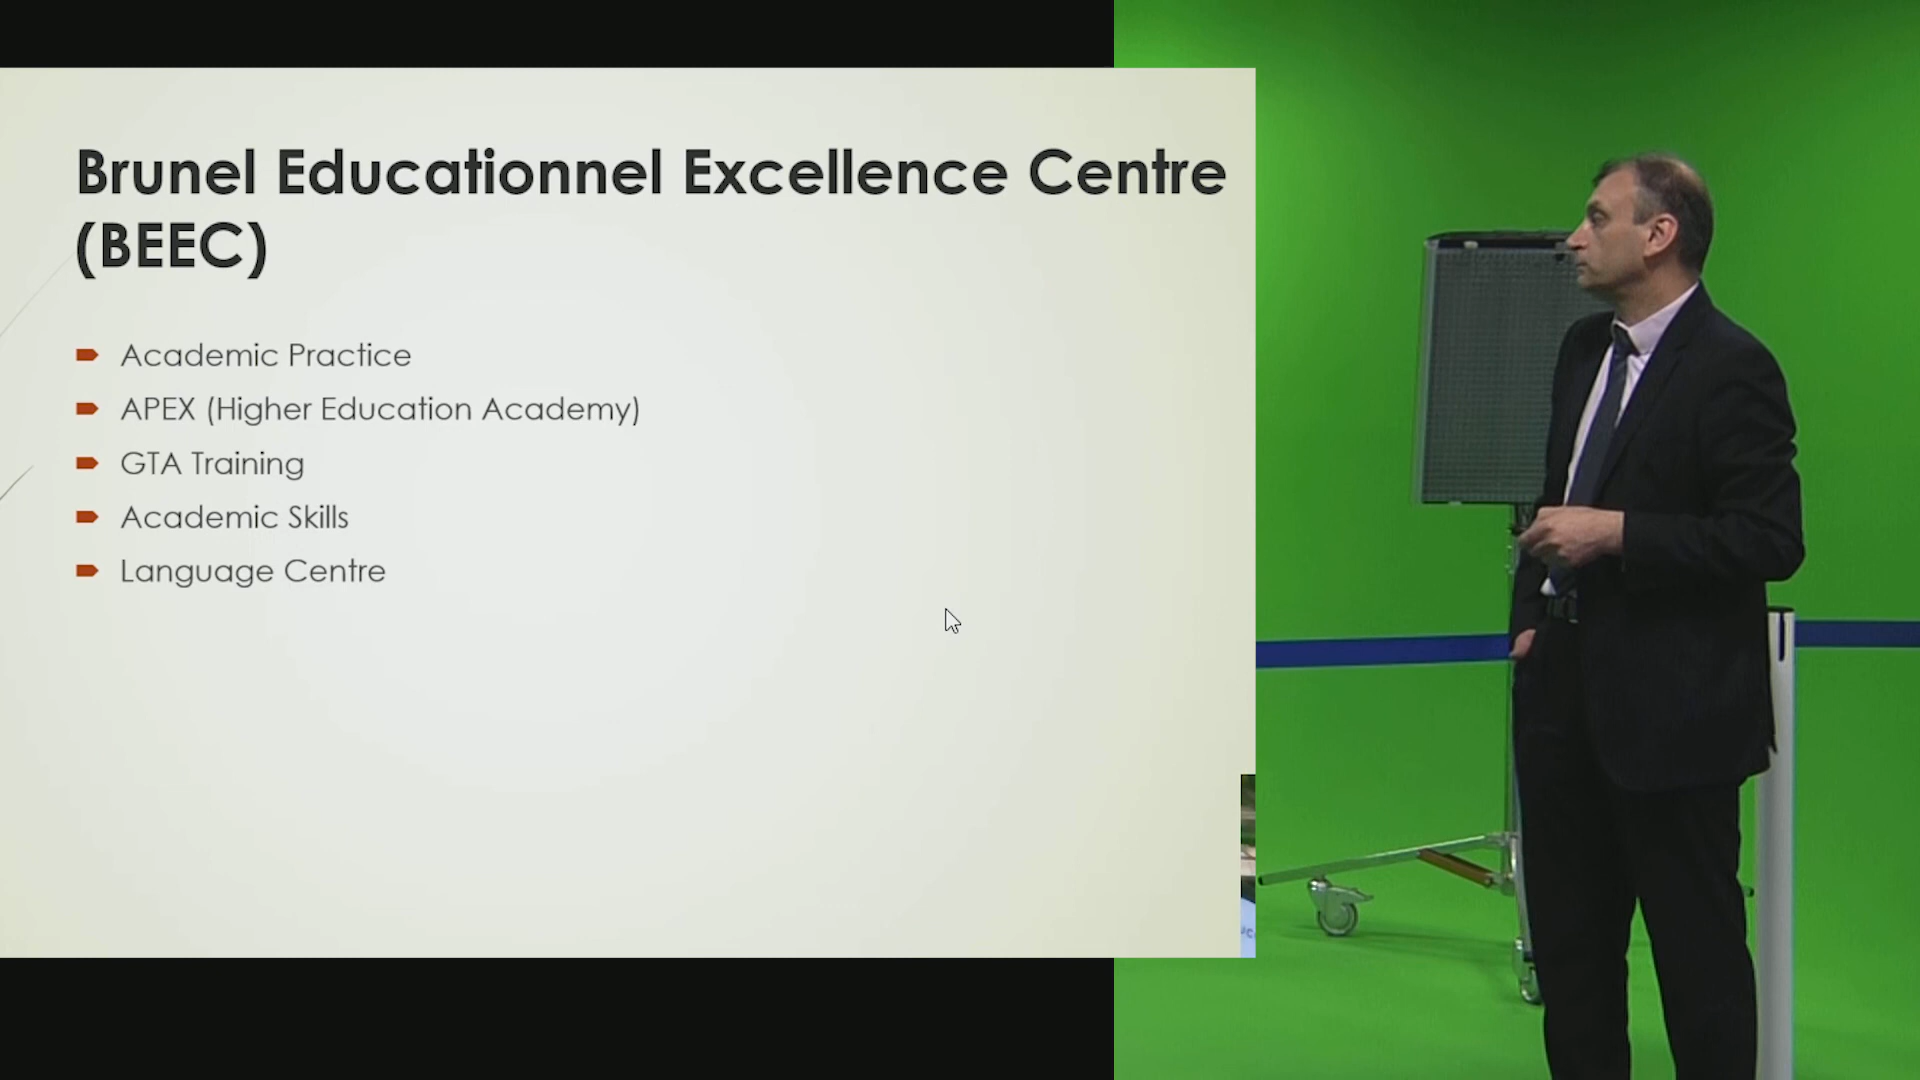 Brunel Educationnel Excellence Centre
(BEEC)
Academic Practice
APEX (Higher Education Academy)
GTA Training
Academic Skills
Language Centre